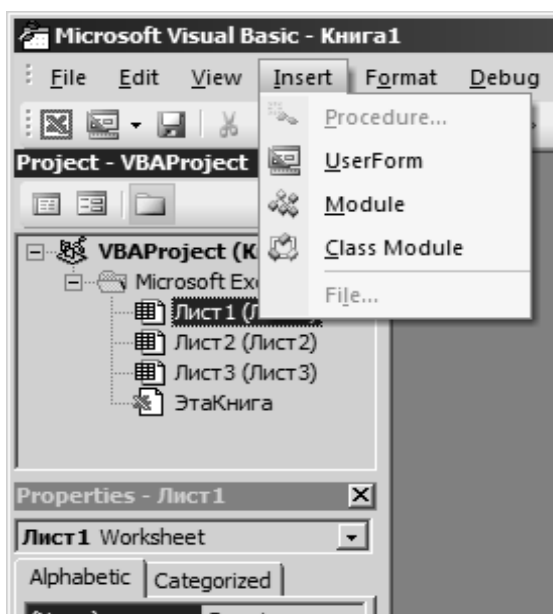 Microsoft Visual Basic - Книга1
File Edit View Insert Format Debug
Procedure...
UserForm
Module
Class Module
File...
Project - VBAProject
VBAProject (К
Microsoft Ex
Лист1 (Л
Лист2 (Лист2)
Лист3 (Лист3)
ЭтаКнига
Properties - Лист1
Лист1 Worksheet
Alphabetic Categorized